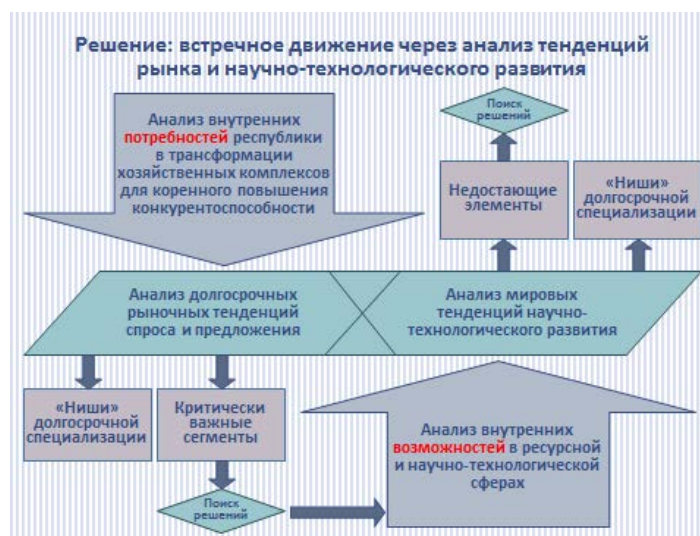 Решение: встречное движение через анализ тенденций
рынка и научно-технологического развития
Анализ внутренних
потребностей республики
в трансформации
хозяйственных комплексов
для коренного повышения
конкурентоспособности
Поиск
решений
Недостающие
элементы
«Ниши»
долгосрочной
специализации
Анализ долгосрочных
рыночных тенденций
спроса и предложения
Анализ мировых
тенденций научно-
технологического развития
«Ниши»
долгосрочной
специализации
Критически
важные
сегменты
Поиск
решений
Анализ внутренних
возможностей в ресурсной
и научно-технологической
сферах